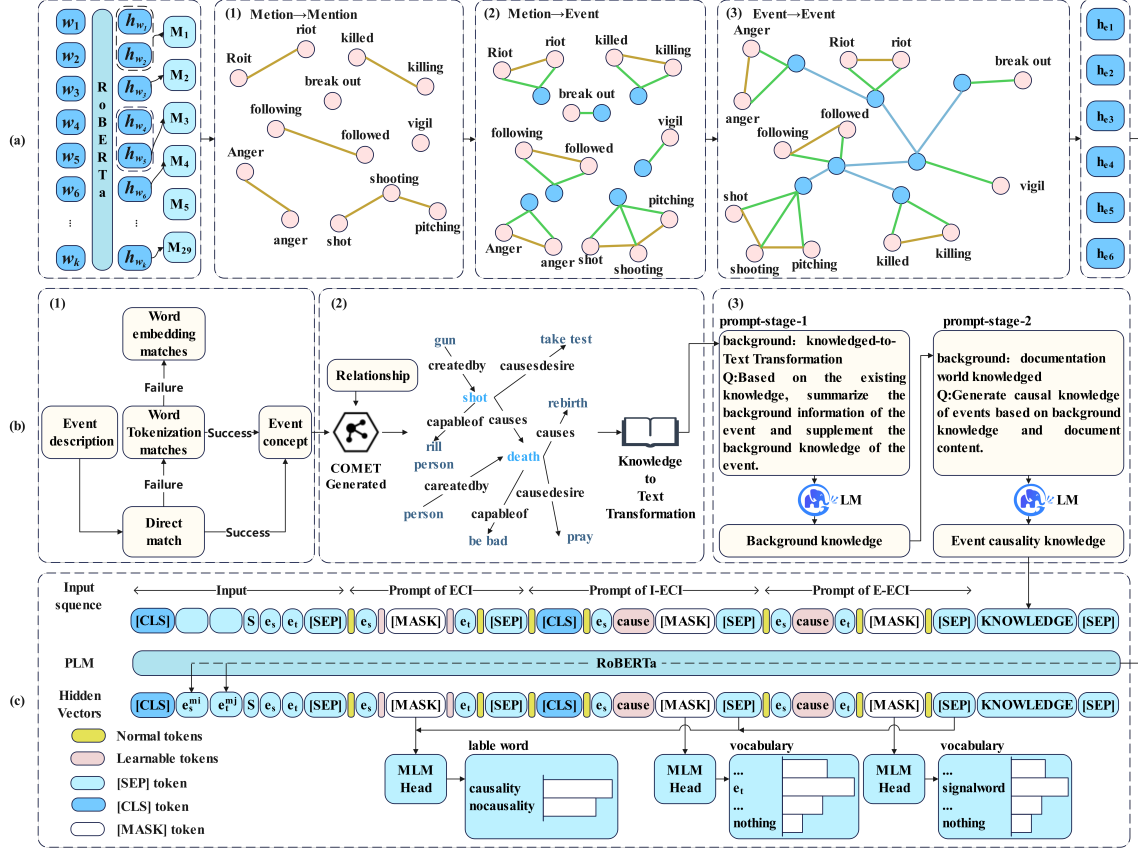 (a)
w1
w2
w3
w4
w5
w6
...
wk
RoBERTa
hw1
hw2
hw3
hw4
hw5
hw6
...
hwk
M1
M2
M3
M4
M5
M29
(1) Metion→Mention
riot
Roit
killed
killing
break out
following
followed
vigil
Anger
anger
shooting
shot
pitching
(2) Metion→Event
Riot
riot
killed
killing
break out
vigil
following
followed
pitching
Anger
anger
shot
shooting
(3) Event→Event
Anger
anger
Riot
riot
break out
followed
following
vigil
shot
shooting
pitching
killed
killing
he1
he2
he3
he4
he5
he6
(b)
(1)
Word
embedding
matches
Failure
Event
description
Word
Tokenization
matches
Success
Event
concept
Failure
Direct
match
Success
(2)
Relationship
COMET
Generated
gun
createdby
shot
capableof
rill
person
causesdesire
take test
causes
rebirth
causes
death
careatedby
person
capableof
be bad
causedesire
pray
Knowledge
to
Text
Transformation
(3)
prompt-stage-1
background: knowledged-to-
Text Transformation
Q:Based on the existing
knowledge, summarize the
background information of the
event and supplement the
background knowledge of the
event.
LM
Background knowledge
prompt-stage-2
background: documentation
world knowledged
Q:Generate causal knowledge
of events based on background
knowledge and document
content.
LM
Event causality knowledge
(c)
Input
squence
Input
Prompt of ECI
Prompt of I-ECI
Prompt of E-ECI
[CLS] S es et [SEP] es [MASK] et [SEP] [CLS] es cause [MASK] [SEP] es cause et [MASK] [SEP] KNOWLEDGE [SEP]
PLM
RoBERTa
Hidden
Vectors
[CLS] es^mi et^mj S es et [SEP] es [MASK] et [SEP] [CLS] es cause [MASK] [SEP] es cause et [MASK] [SEP] KNOWLEDGE [SEP]
Normal tokens
Learnable tokens
[SEP] token
[CLS] token
[MASK] token
MLM
Head
lable word
causality
nocausality
MLM
Head
vocabulary
...
et
...
nothing
MLM
Head
vocabulary
...
signalword
...
nothing